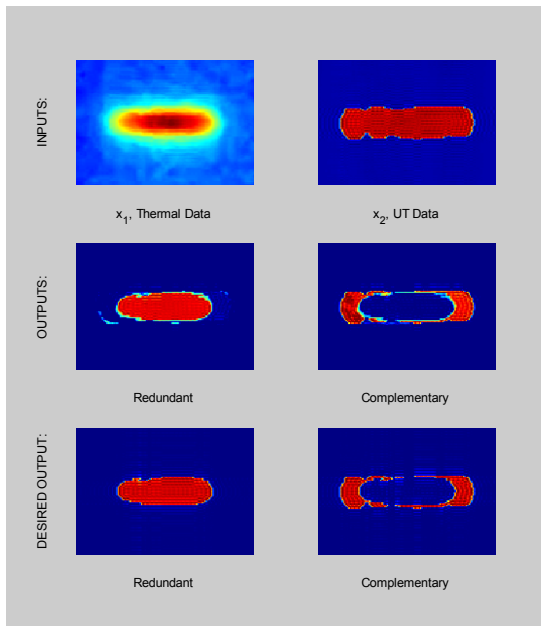 INPUTS:
x1, Thermal Data
x2, UT Data
OUTPUTS:
Redundant
Complementary
DESIRED OUTPUT:
Redundant
Complementary